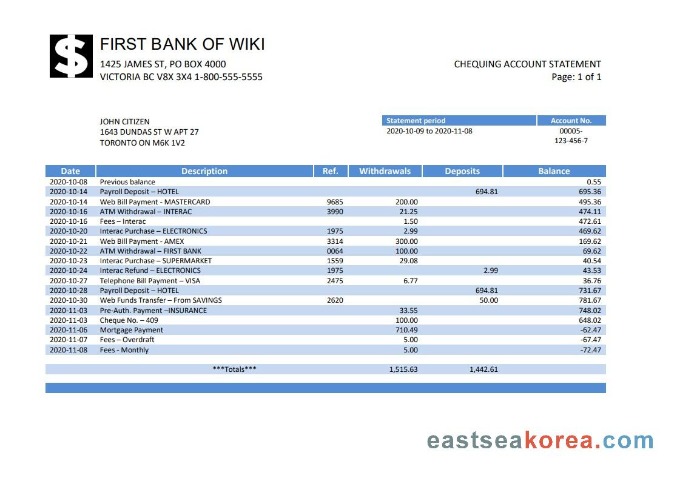 $
FIRST BANK OF WIKI
1425 JAMES ST, PO BOX 4000
VICTORIA BC V8X 3X4 1-800-555-5555
CHEQUING ACCOUNT STATEMENT
Page: 1 of 1
JOHN CITIZEN
1643 DUNDAS ST W APT 27
TORONTO ON M6K 1V2
Statement period Account No.
2020-10-09 to 2020-11-08 00005-
123-456-7
Date Description Ref. Withdrawals Deposits Balance
2020-10-08 Previous balance 0.55
2020-10-14 Payroll Deposit – HOTEL 694.81 695.36
2020-10-14 Web Bill Payment - MASTERCARD 9685 200.00 495.36
2020-10-16 ATM Withdrawal – INTERAC 3990 21.25 474.11
2020-10-16 Fees – Interac 1.50 472.61
2020-10-20 Interac Purchase – ELECTRONICS 1975 2.99 469.62
2020-10-21 Web Bill Payment - AMEX 3314 300.00 169.62
2020-10-22 ATM Withdrawal – FIRST BANK 0064 100.00 69.62
2020-10-23 Interac Purchase – SUPERMARKET 1559 29.08 40.54
2020-10-24 Interac Refund – ELECTRONICS 1975 2.99 43.53
2020-10-27 Telephone Bill Payment – VISA 2475 6.77 36.76
2020-10-28 Payroll Deposit – HOTEL 694.81 731.67
2020-10-30 Web Funds Transfer – From SAVINGS 2620 50.00 781.67
2020-11-03 Pre-Auth. Payment –INSURANCE 33.55 748.02
2020-11-03 Cheque No. – 409 100.00 648.02
2020-11-06 Mortgage Payment 710.49 -62.47
2020-11-07 Fees – Overdraft 5.00 -67.47
2020-11-08 Fees - Monthly 5.00 -72.47
***Totals*** 1,515.63 1,442.61
eastseakorea.com